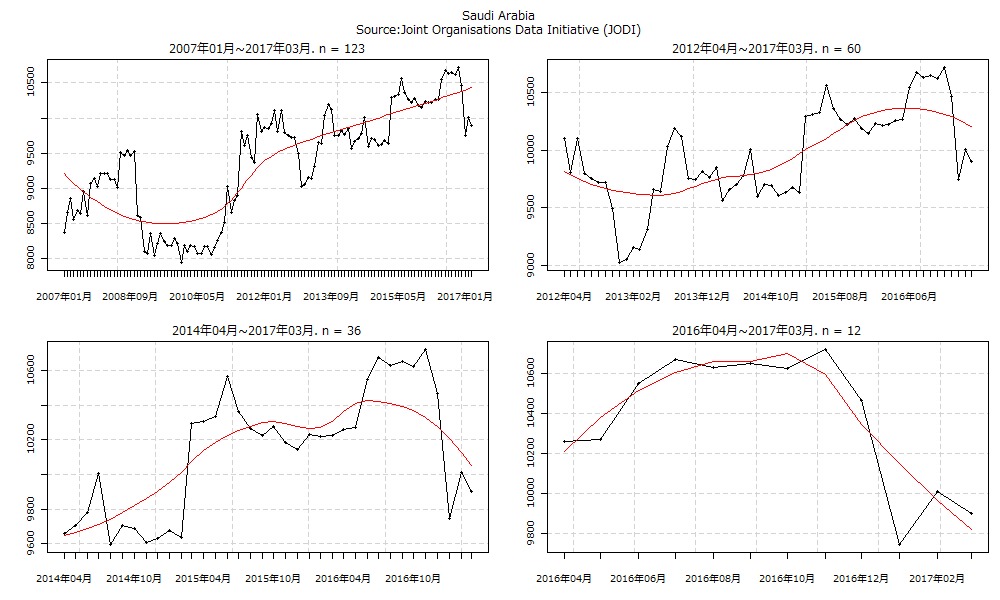 Saudi Arabia
Source:Joint Organisations Data Initiative (JODI)
2007年01月~2017年03月. n = 123
10500
9500
9000
8500
8000
2007年01月 2008年09月 2010年05月 2012年01月 2013年09月 2015年05月 2017年01月
2012年04月~2017年03月. n = 60
10500
10000
9500
9000
2012年04月 2013年02月 2013年12月 2014年10月 2015年08月 2016年06月
2014年04月~2017年03月. n = 36
10600
10200
9800
9600
2014年04月 2014年10月 2015年04月 2015年10月 2016年04月 2016年10月
2016年04月~2017年03月. n = 12
10600
10400
10200
10000
9800
2016年04月 2016年06月 2016年08月 2016年10月 2016年12月 2017年02月